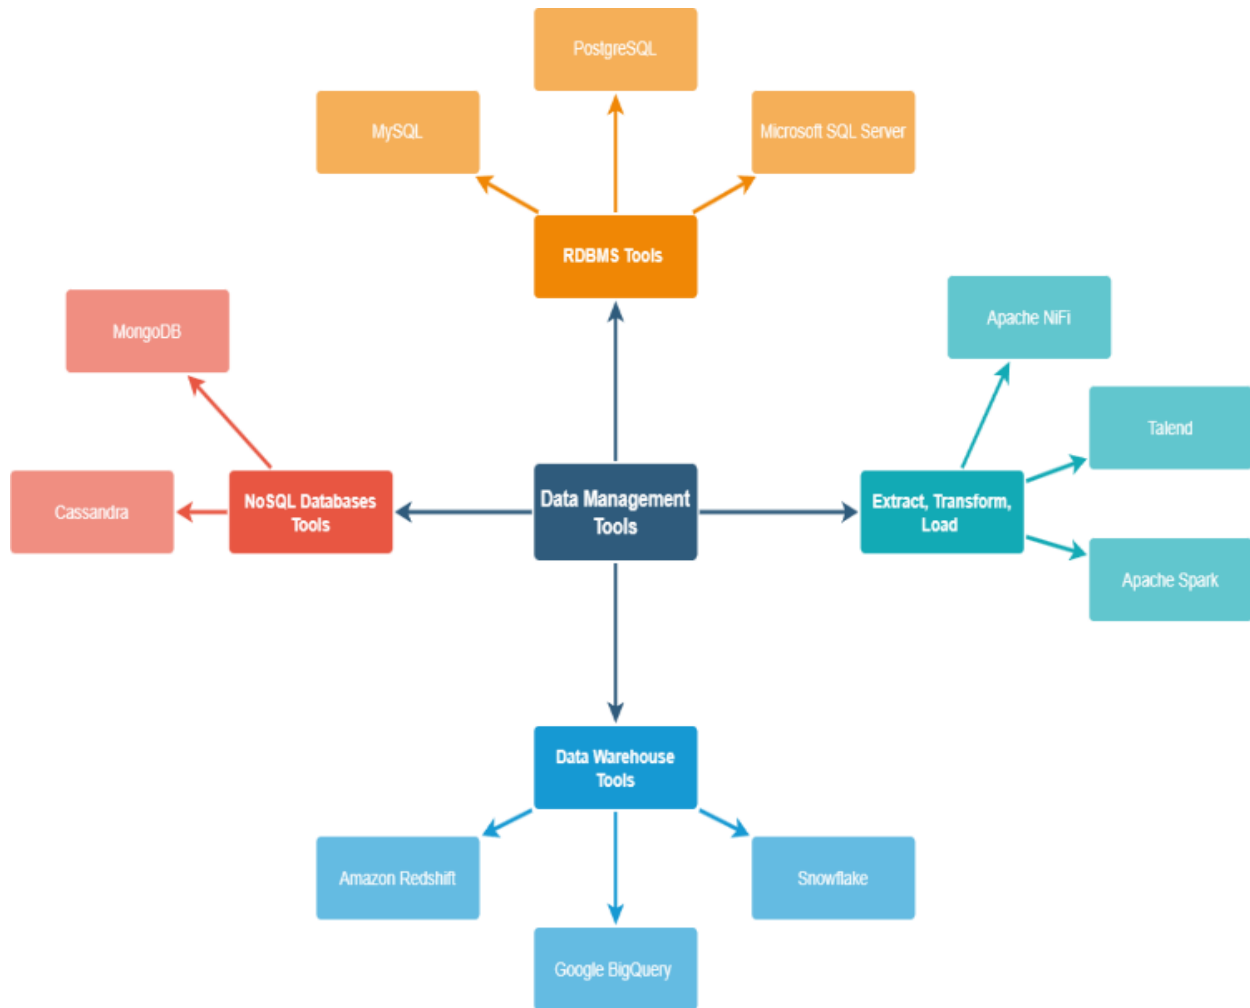 PostgreSQL
MySQL
Microsoft SQL Server
RDBMS Tools
Apache NiFi
MongoDB
Talend
Data Management
Tools
NoSQL Databases
Tools
Extract, Transform,
Load
Cassandra
Apache Spark
Data Warehouse
Tools
Amazon Redshift
Snowflake
Google BigQuery